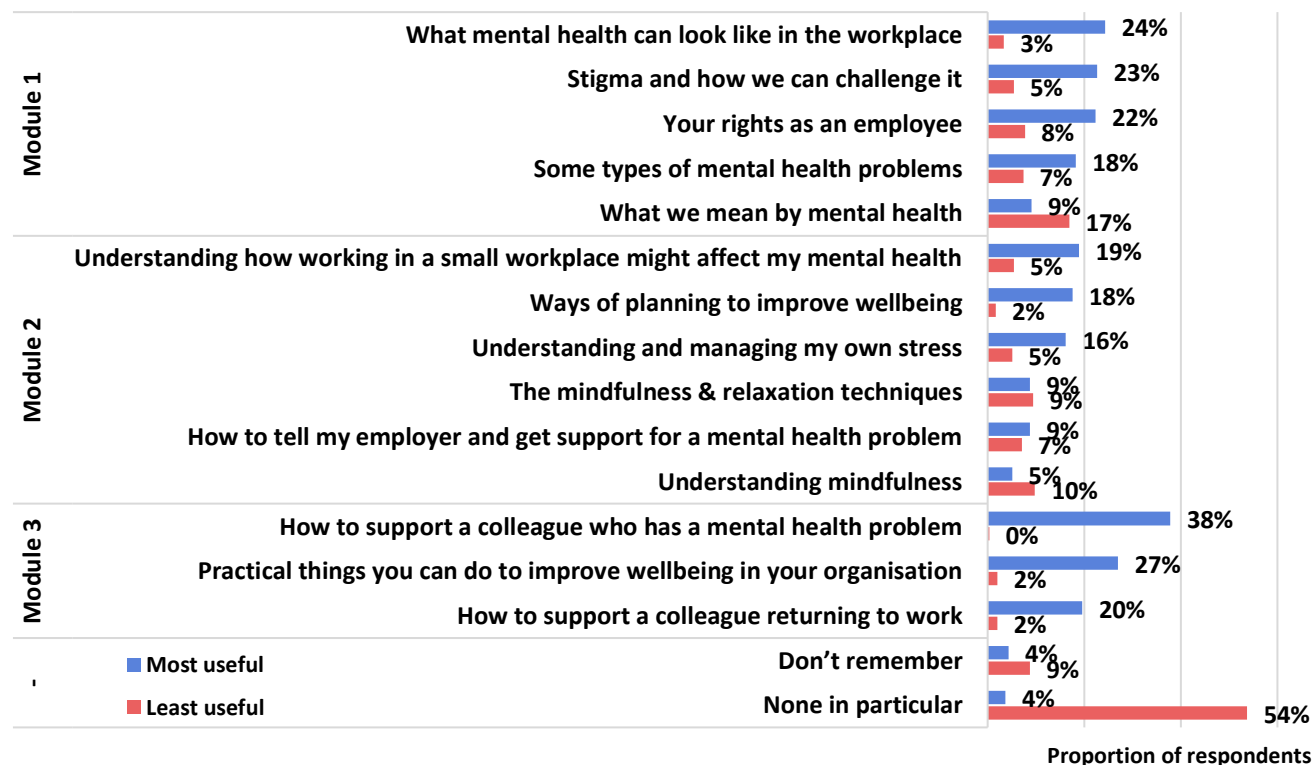 Module 1
What mental health can look like in the workplace
24%
3%
Stigma and how we can challenge it
23%
5%
Your rights as an employee
22%
8%
Some types of mental health problems
18%
7%
What we mean by mental health
9%
17%
Module 2
Understanding how working in a small workplace might affect my mental health
19%
5%
Ways of planning to improve wellbeing
18%
2%
Understanding and managing my own stress
16%
5%
The mindfulness & relaxation techniques
9%
9%
How to tell my employer and get support for a mental health problem
9%
7%
Understanding mindfulness
5%
10%
Module 3
How to support a colleague who has a mental health problem
38%
0%
Practical things you can do to improve wellbeing in your organisation
27%
2%
How to support a colleague returning to work
20%
2%
-
Most useful
Least useful
Don’t remember
4%
9%
None in particular
4%
54%
Proportion of respondents